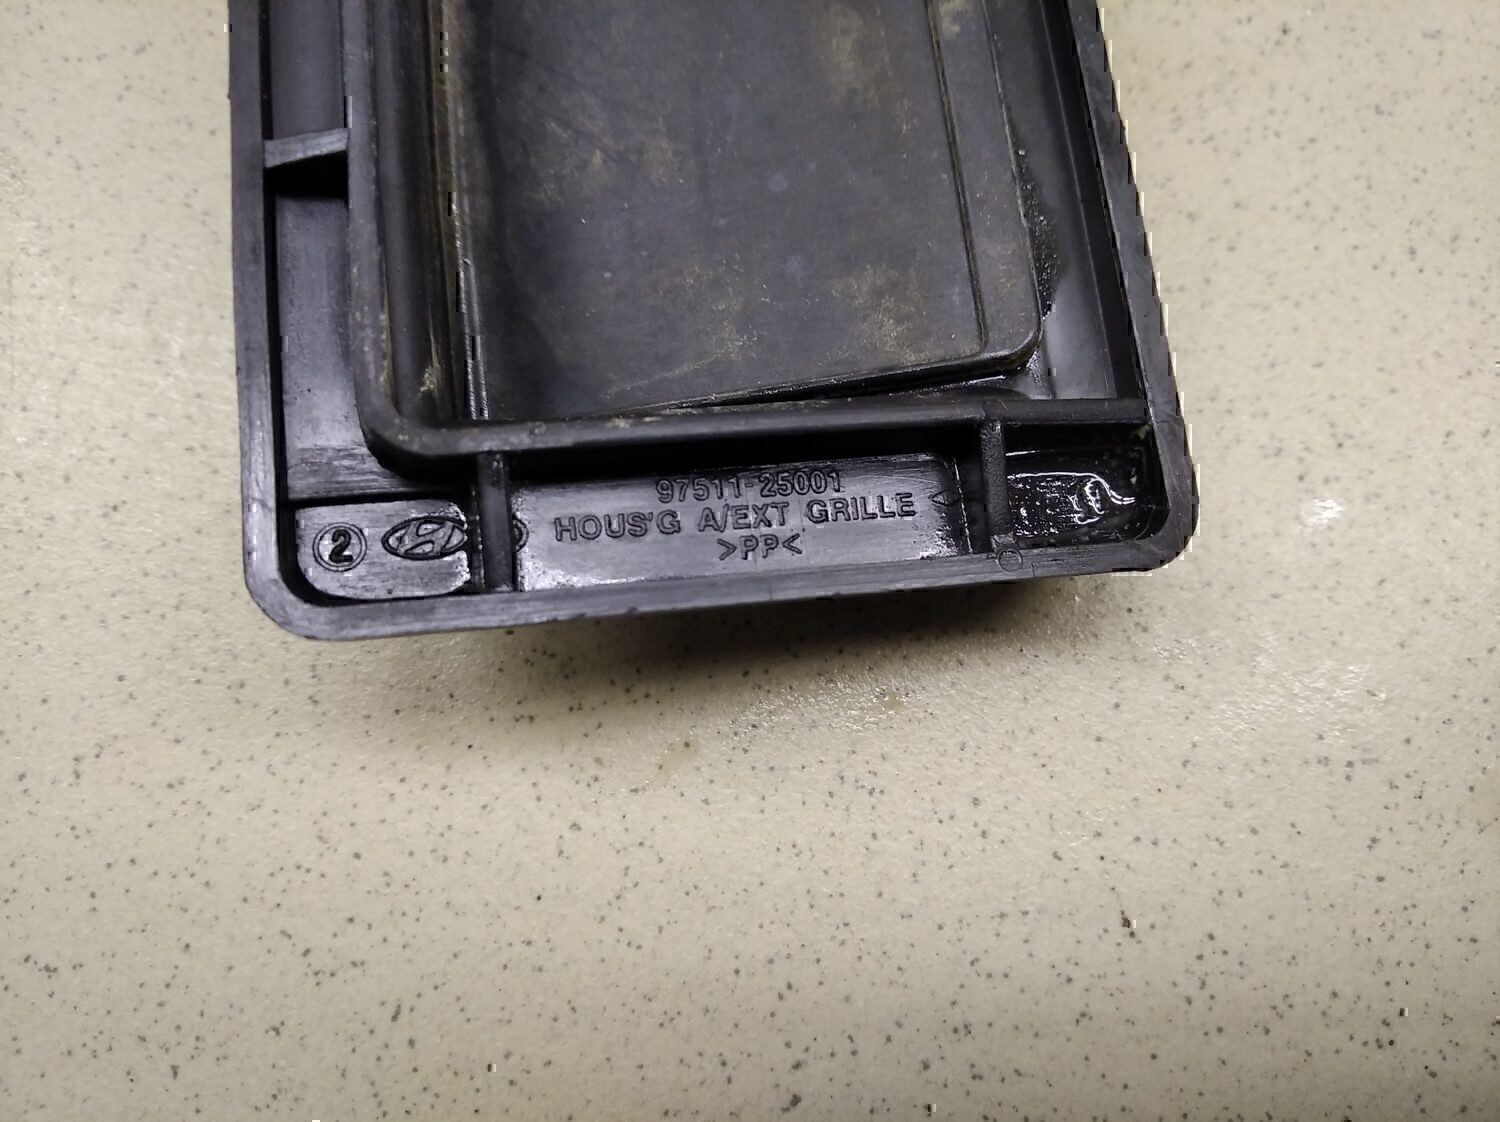 97511-25001
HOUS'G A/EXT GRILLE
>PP<
2